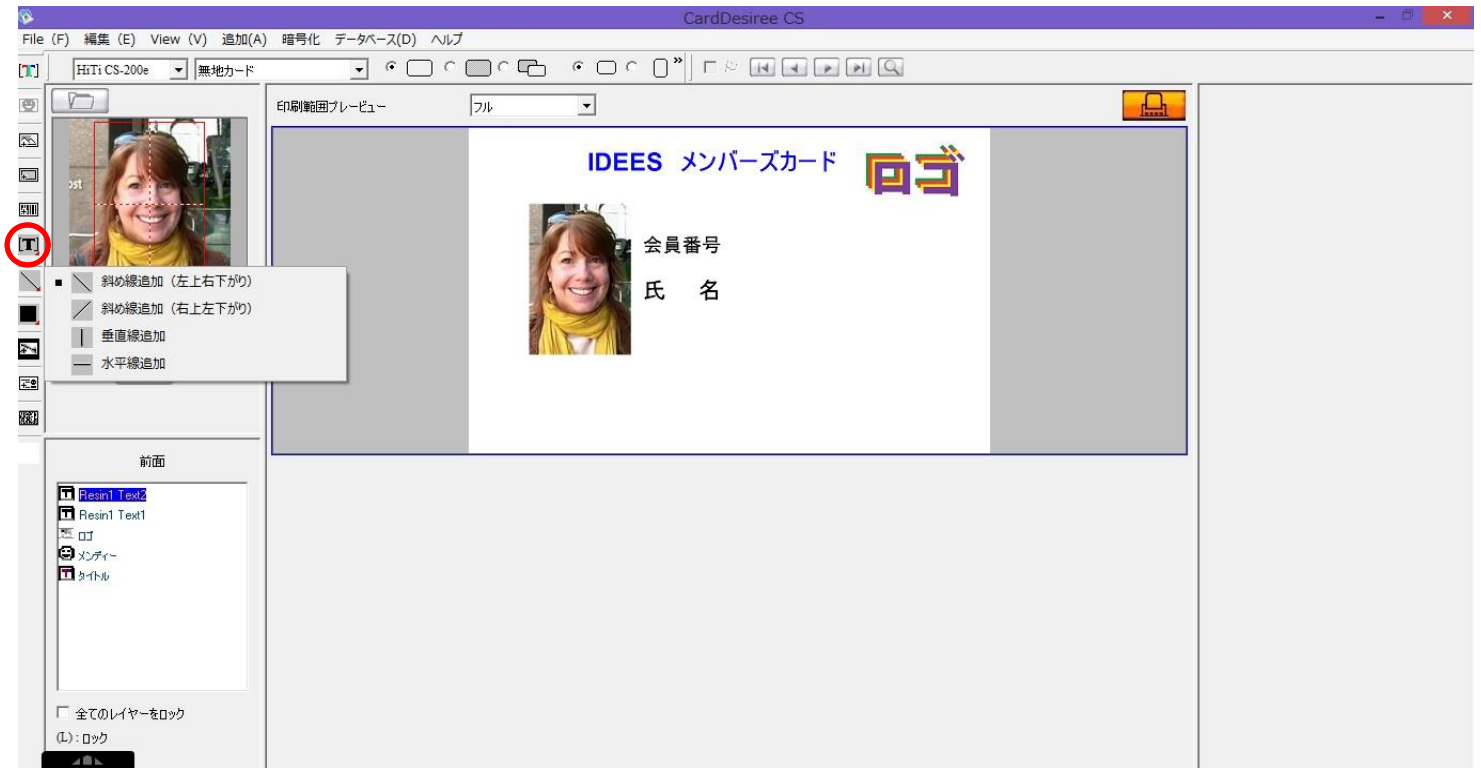 CardDesiree CS
File (F) 編集 (E) View (V) 追加(A) 暗号化 データベース(D) ヘルプ
[T] HiTi CS-200e 無地カード
印刷範囲プレービュー フル
IDEES メンバーズカード ロゴ
ost
会員番号
氏 名
[T]
斜め線追加 (左上右下がり)
斜め線追加 (右上左下がり)
垂直線追加
水平線追加
前面
Resin1 Text2
Resin1 Text1
ロゴ
メンディー
タイトル
全てのレイヤーをロック
(L) : ロック